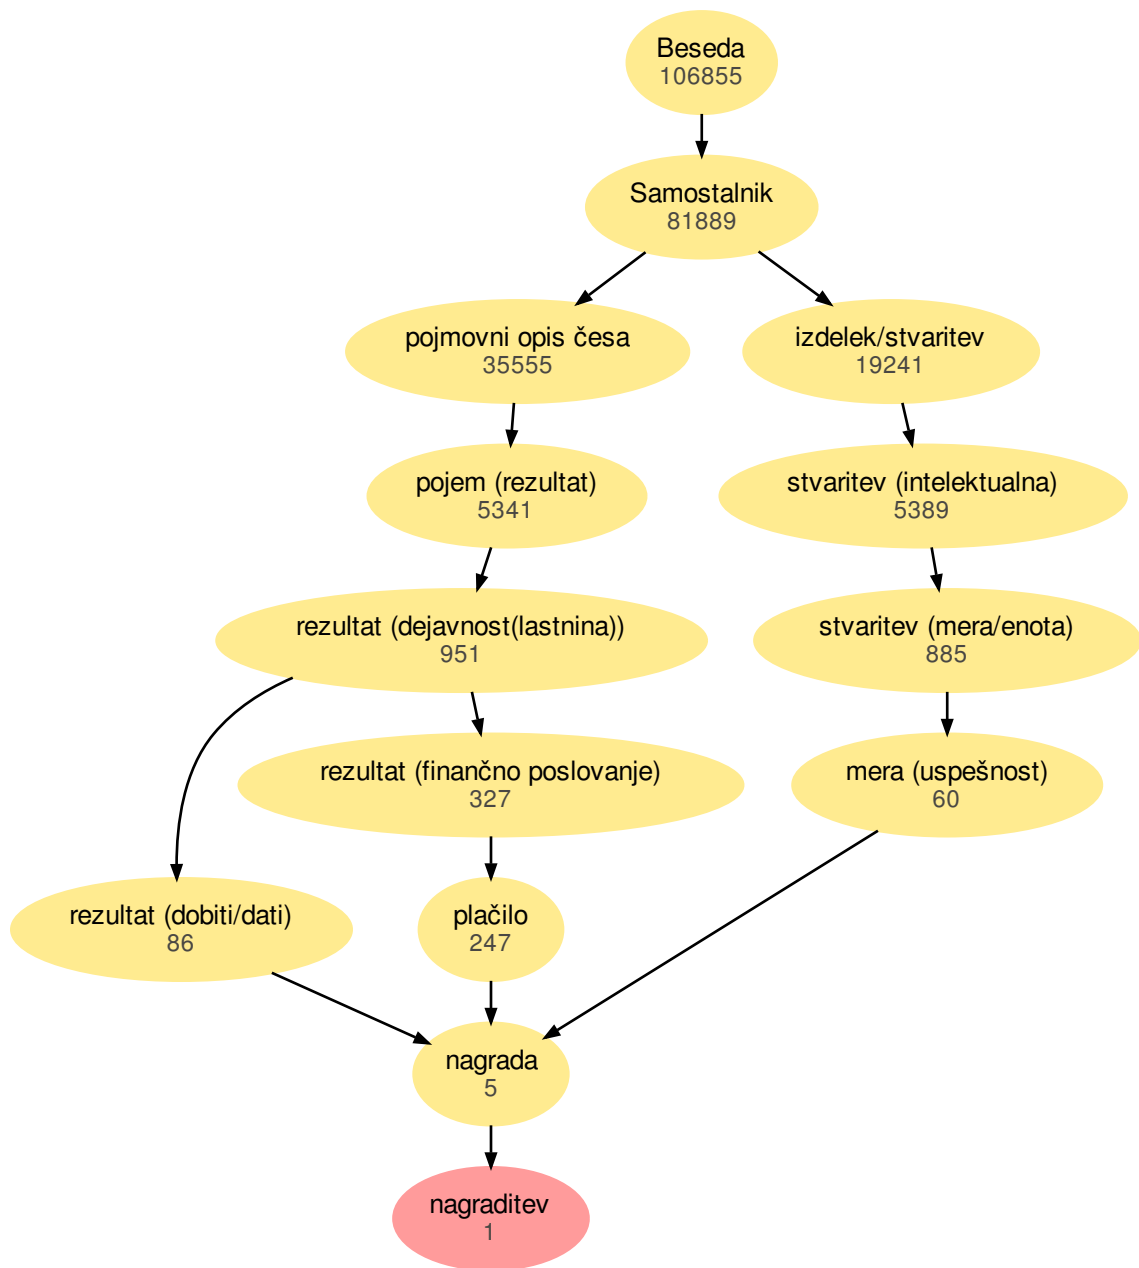 Beseda
106855
Samostalnik
81889
pojmovni opis česa
35555
izdelek/stvaritev
19241
pojem (rezultat)
5341
stvaritev (intelektualna)
5389
rezultat (dejavnost(lastnina))
951
stvaritev (mera/enota)
885
rezultat (finančno poslovanje)
327
mera (uspešnost)
60
rezultat (dobiti/dati)
86
plačilo
247
nagrada
5
nagraditev
1